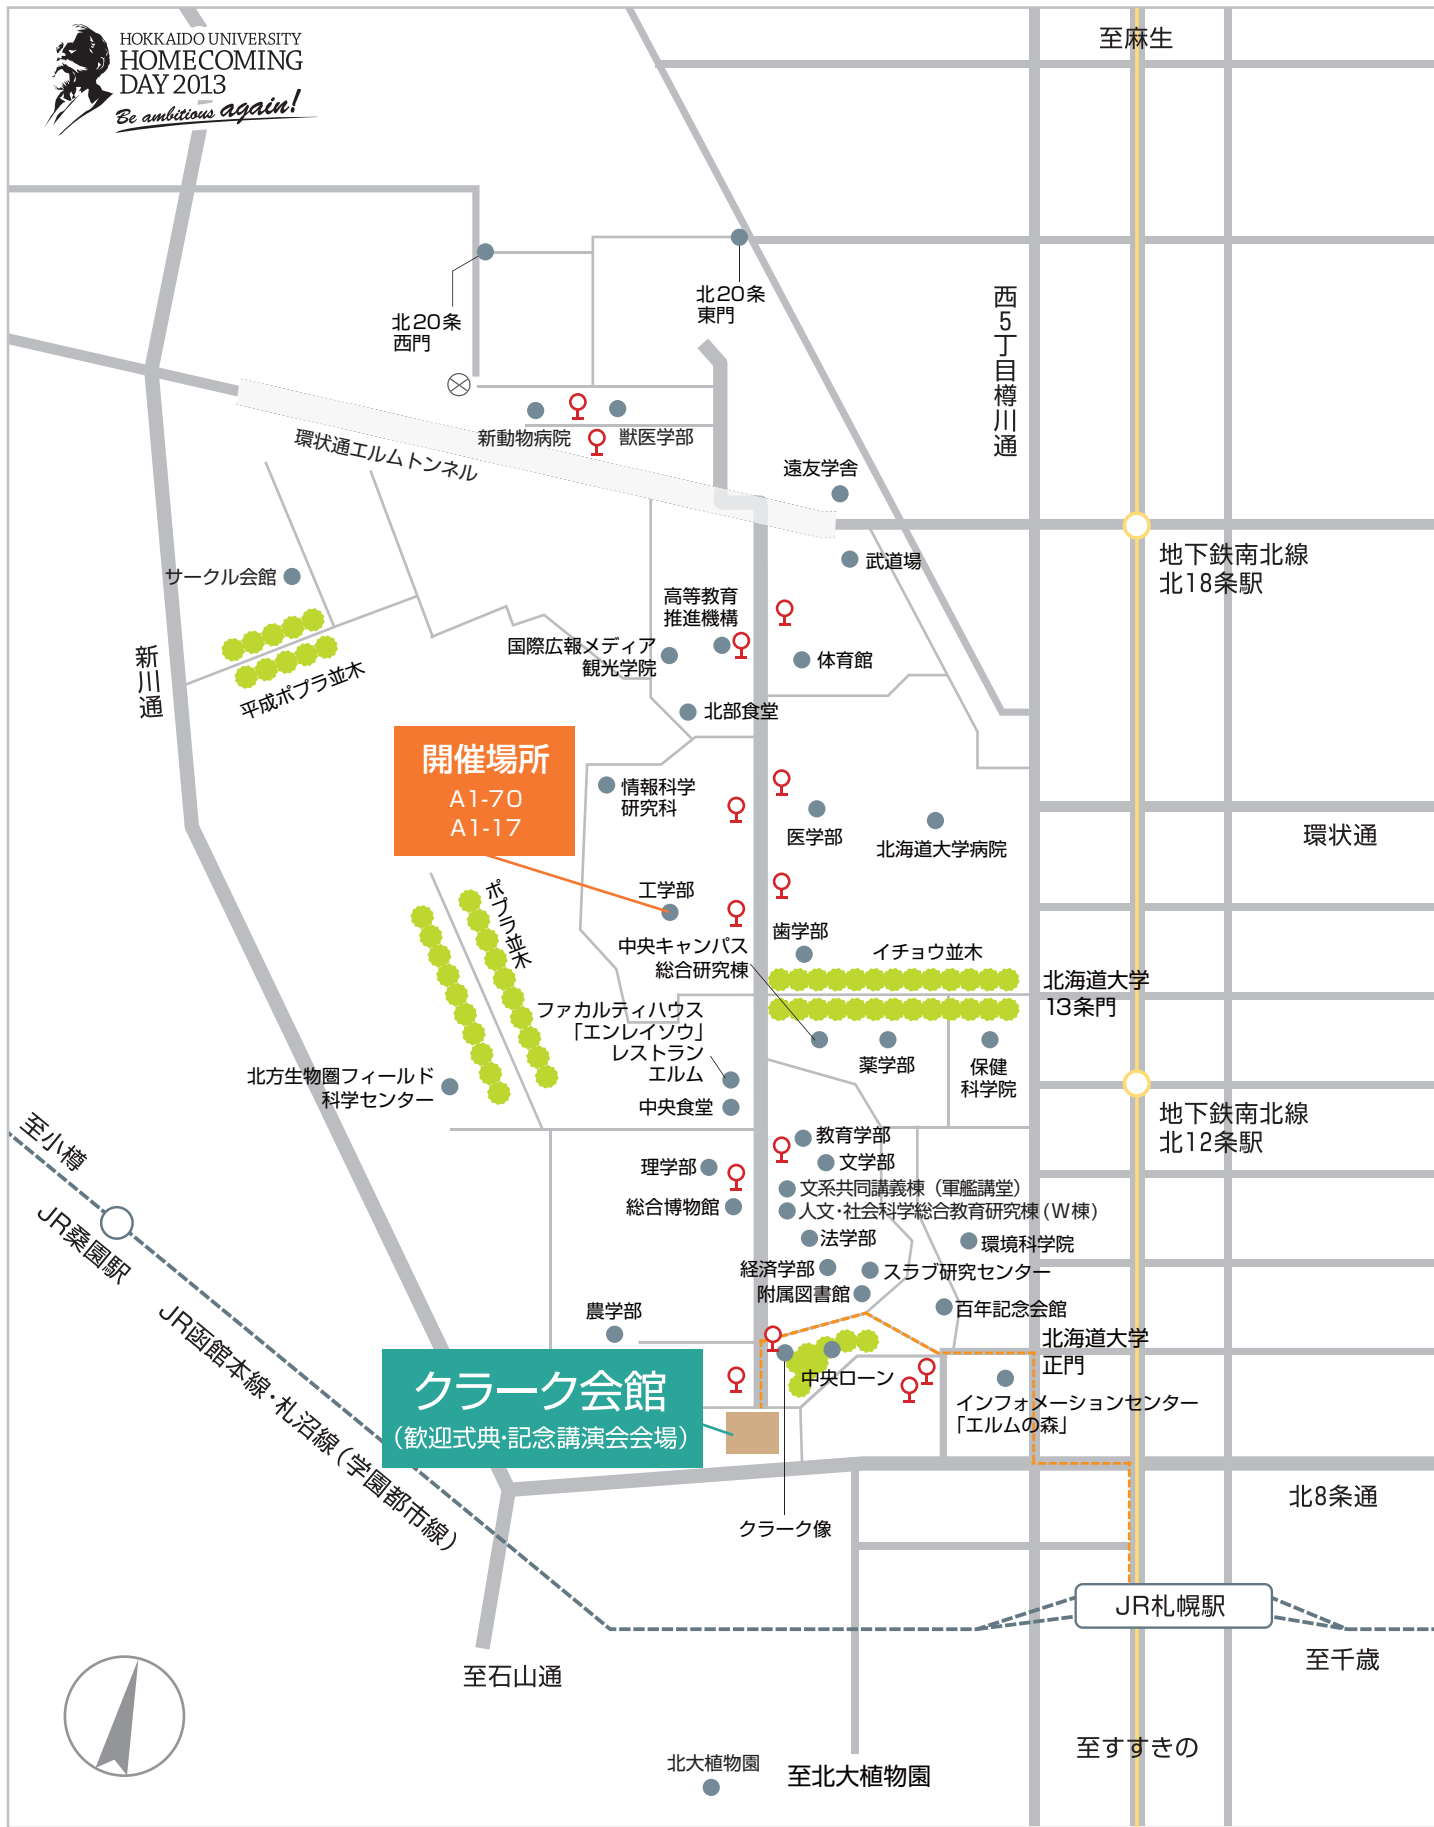 HOKKAIDO UNIVERSITY
HOMECOMING
DAY 2013
Be ambitious again!
至麻生
北20条
西門
北20条
東門
西5丁目樽川通
新動物病院
獣医学部
環状通エルムトンネル
遠友学舎
地下鉄南北線
北18条駅
武道場
サークル会館
高等教育
推進機構
国際広報メディア
観光学院
体育館
新川通
平成ポプラ並木
北部食堂
開催場所
A1-70
A1-17
情報科学
研究科
医学部
北海道大学病院
環状通
工学部
ポプラ並木
歯学部
中央キャンパス
総合研究棟
イチョウ並木
北海道大学
13条門
ファカルティハウス
「エンレイソウ」
レストラン
エルム
薬学部
保健
科学院
北方生物圏フィールド
科学センター
中央食堂
地下鉄南北線
北12条駅
至小樽
JR桑園駅
教育学部
文学部
理学部
文系共同講義棟（軍艦講堂）
総合博物館
人文・社会科学総合教育研究棟(W棟)
法学部
環境科学院
経済学部
スラブ研究センター
附属図書館
百年記念会館
農学部
北海道大学
正門
JR函館本線・札沼線(学園都市線)
クラーク会館
(歓迎式典・記念講演会会場)
中央ローン
インフォメーションセンター
「エルムの森」
北8条通
クラーク像
JR札幌駅
至千歳
至石山通
至すすきの
北大植物園
至北大植物園